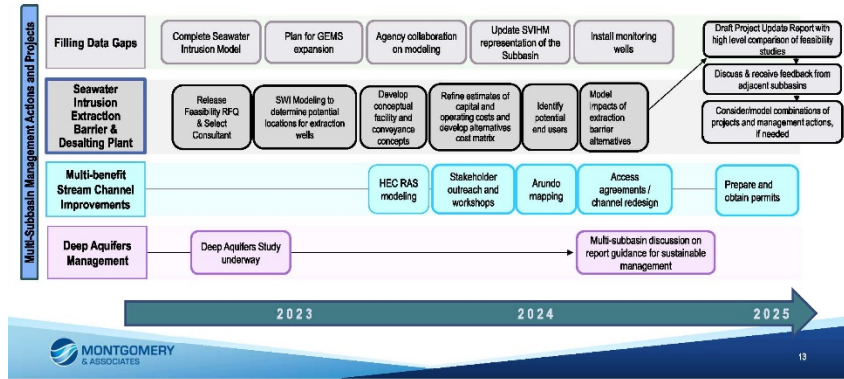 Multi-Subbasin Management Actions and Projects
Filling Data Gaps
Complete Seawater
Intrusion Model
Plan for GEMS
expansion
Agency collaboration
on modeling
Update SVIHM
representation of the
Subbasin
Install monitoring
wells
Draft Project Update Report with
high level comparison of feasibility
studies
Discuss & receive feedback from
adjacent subbasins
Consider/model combinations of
projects and management actions,
if needed
Seawater
Intrusion
Extraction
Barrier &
Desalting Plant
Release
Feasibility RFQ
& Select
Consultant
SWI Modeling to
determine potential
locations for extraction
wells
Develop
conceptual
facility and
conveyance
concepts
Refine estimates of
capital and
operating costs and
develop alternatives
cost matrix
Identify
potential
end users
Model
impacts of
extraction
barrier
alternatives
Multi-benefit
Stream Channel
Improvements
HEC RAS
modeling
Stakeholder
outreach and
workshops
Arundo
mapping
Access
agreements /
channel redesign
Prepare and
obtain permits
Deep Aquifers
Management
Deep Aquifers Study
underway
Multi-subbasin discussion on
report guidance for sustainable
management
2023
2024
2025
MONTGOMERY
& ASSOCIATES
13